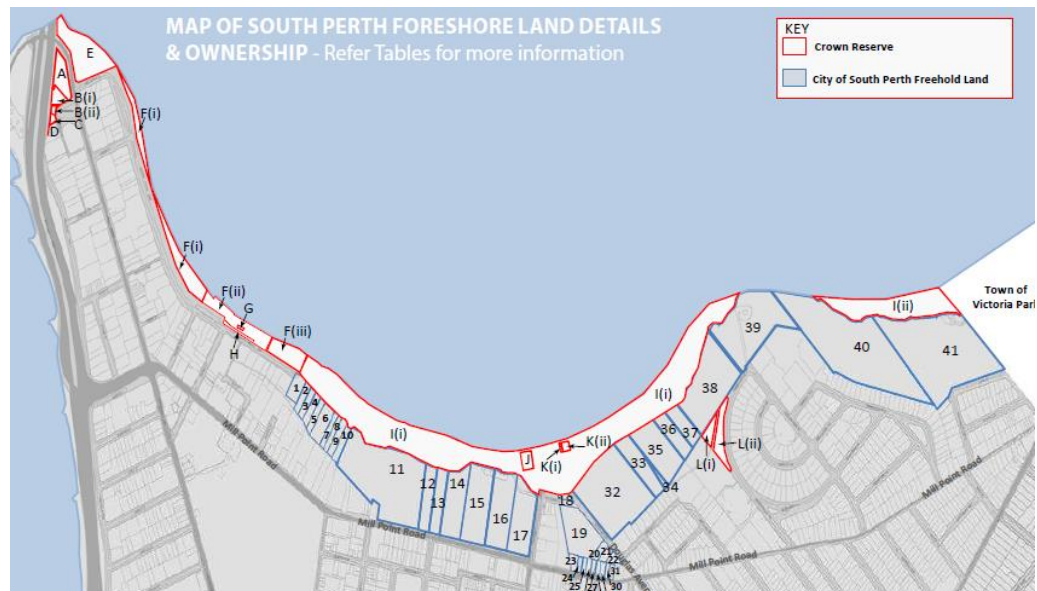 MAP OF SOUTH PERTH FORESHORE LAND DETAILS
& OWNERSHIP - Refer Tables for more information
KEY
Crown Reserve
City of South Perth Freehold Land
E
A
B(i)
B(ii)
C
D
F(i)
F(i)
F(ii)
G
F(iii)
H
I(ii)
Town of
Victoria Park
39
40
41
38
I(i)
I(i)
36
37
35
33
34
32
K(ii)
K(i)
J
L(i)
L(ii)
1
2
3
4
5
6
7
8
9
10
11
12
13
14
15
16
17
18
19
20
21
22
23
24
25
27
30
31
Mill Point Road
Mill Point Road
Mill Point Road
Douglas Ave